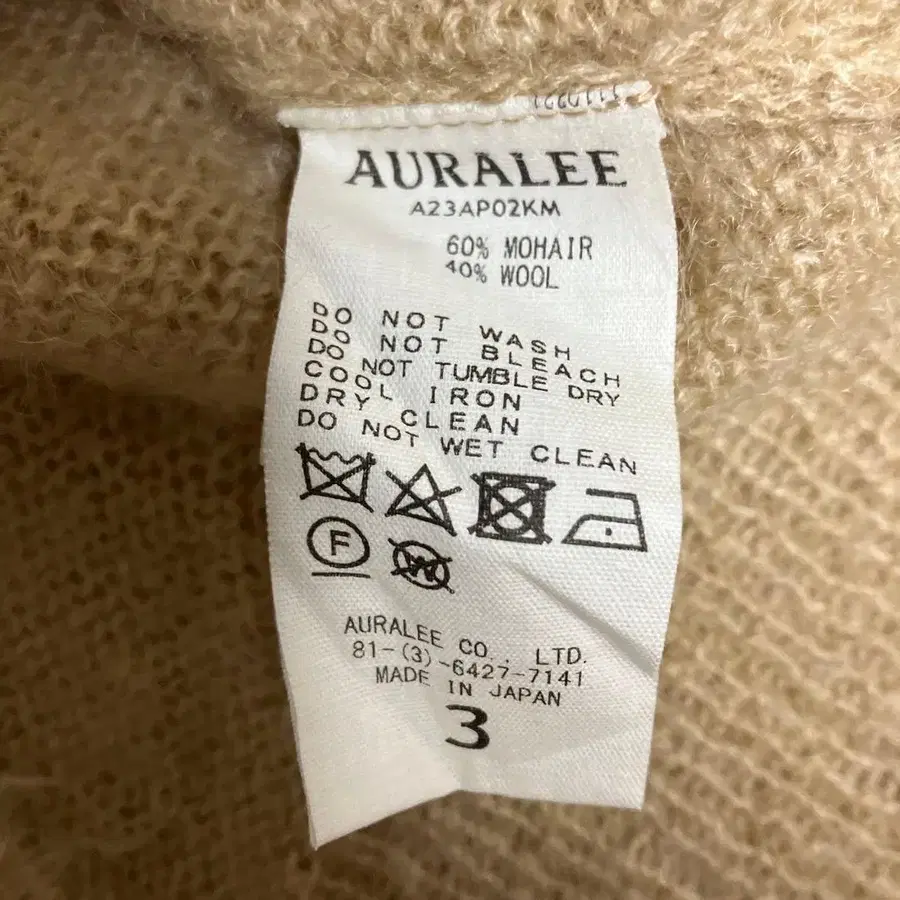 AURALEE
A23AP02KM
60% MOHAIR
40% WOOL
DO NOT WASH
DO NOT BLEACH
DO NOT TUMBLE DRY
COOL IRON
DRY CLEAN
DO NOT WET CLEAN
F
W
AURALEE CO., LTD.
81-(3)-6427-7141
MADE IN JAPAN
3